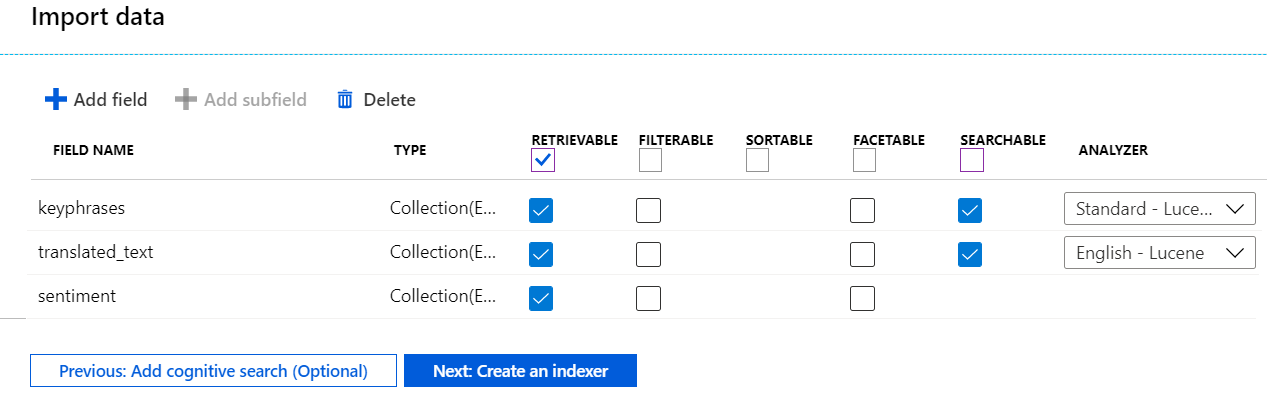 Import data
Add field Add subfield Delete
FIELD NAME TYPE RETRIEVABLE FILTERABLE SORTABLE FACETABLE SEARCHABLE ANALYZER
keyphrases Collection(E... Standard - Luce...
translated_text Collection(E... English - Lucene
sentiment Collection(E...
Previous: Add cognitive search (Optional) Next: Create an indexer